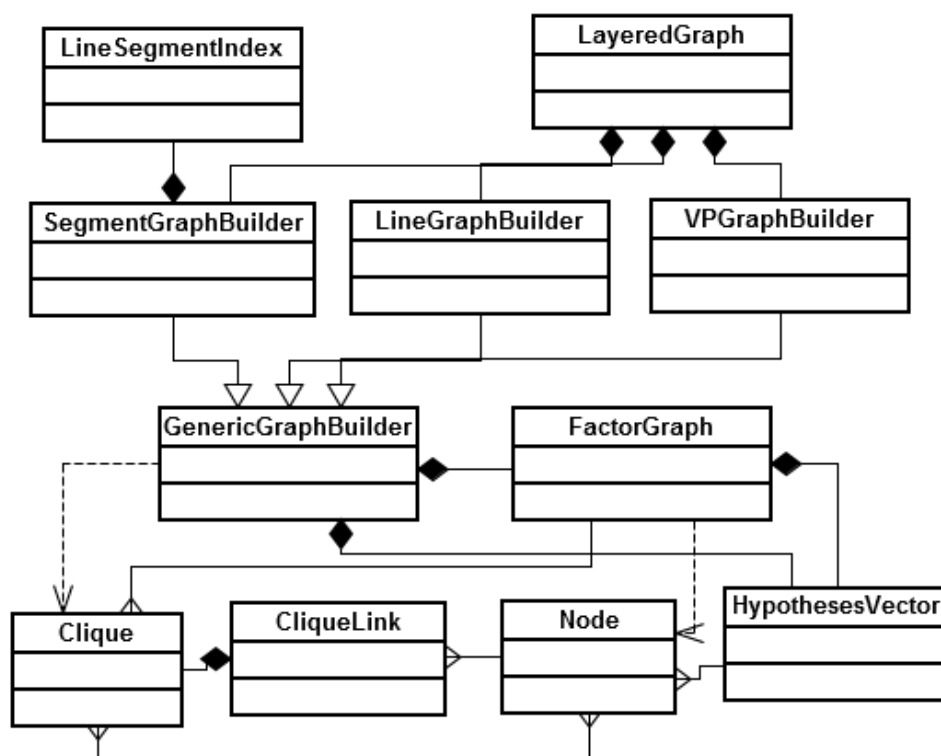 LineSegmentIndex
LayeredGraph
SegmentGraphBuilder
LineGraphBuilder
VPGraphBuilder
GenericGraphBuilder
FactorGraph
Clique
CliqueLink
Node
HypothesesVector